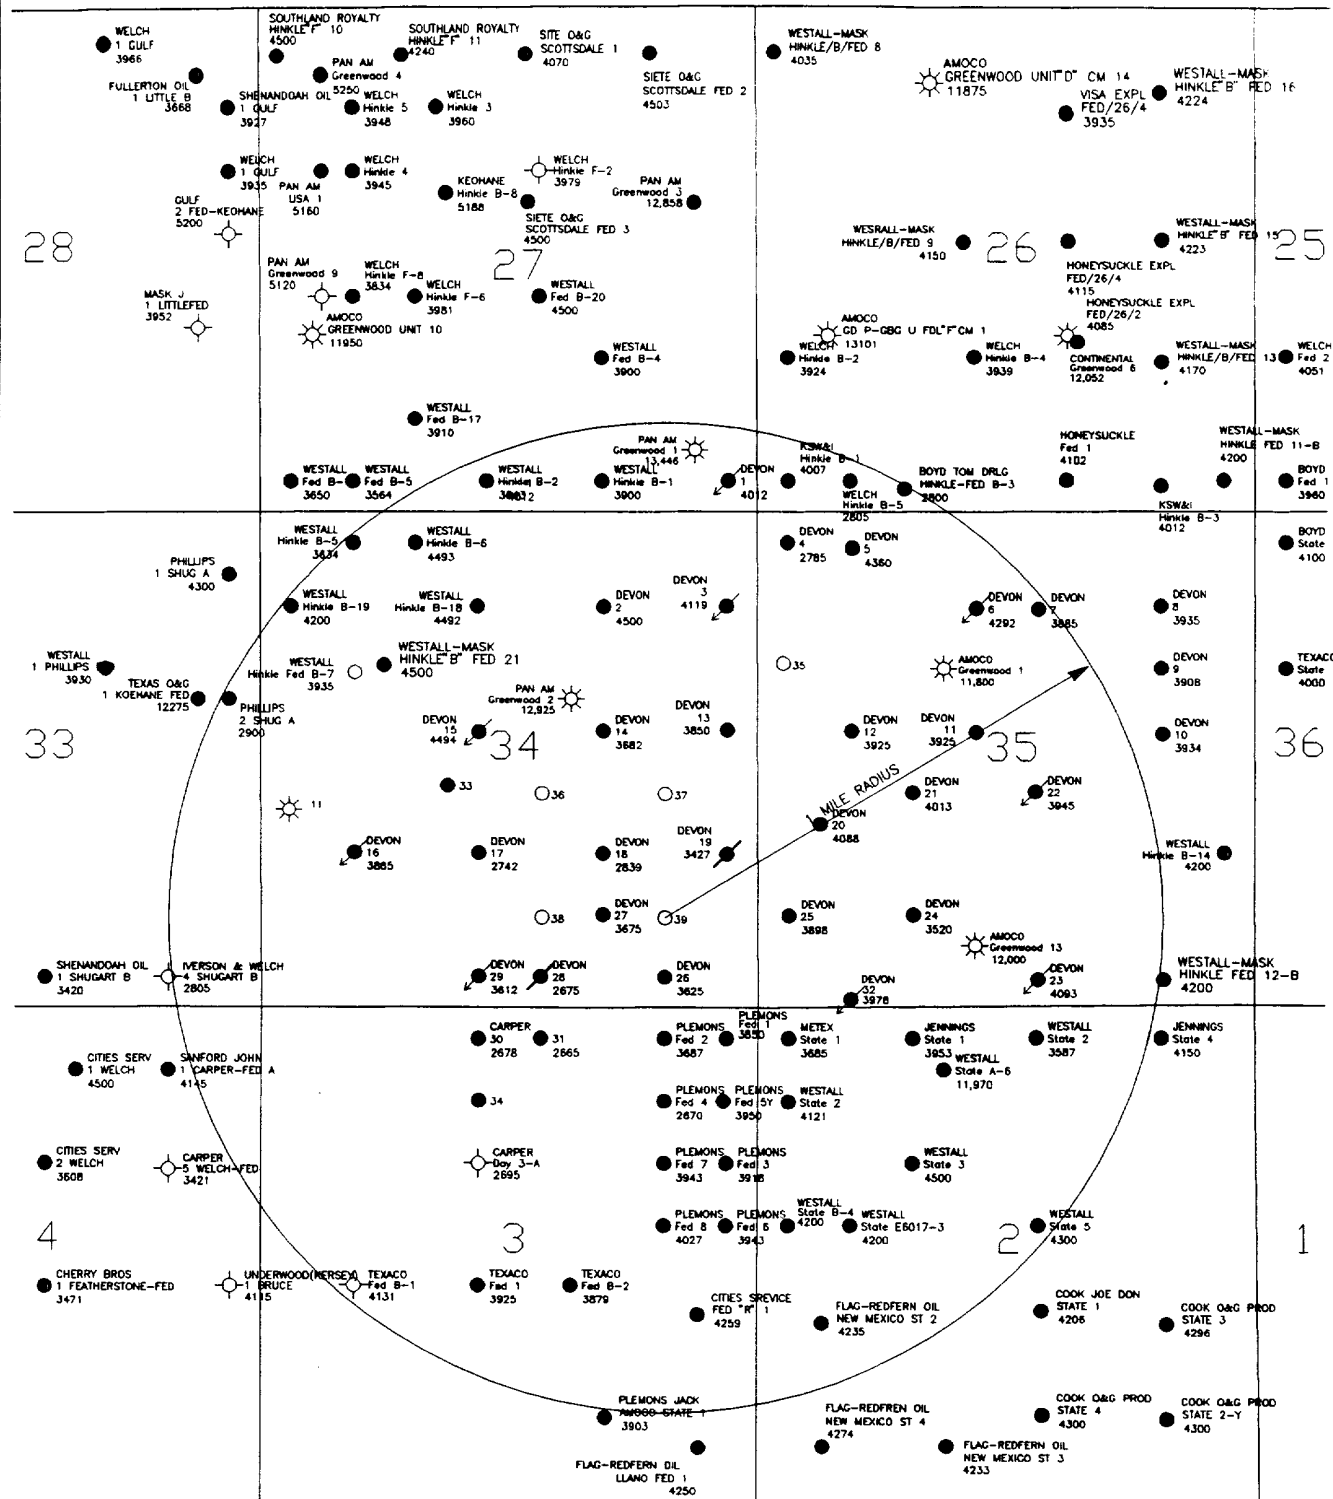 WELCH
1 GULF
3966
SOUTHLAND ROYALTY
HINKLE"F" 10
4500
SOUTHLAND ROYALTY
HINKLE"F" 11
4240
SITE O&G
SCOTTSDALE 1
4070
SIETE O&G
SCOTTSDALE FED 2
4503
WESTALL-MASK
HINKLE/B/FED 8
4035
AMOCO
GREENWOOD UNIT"D" CM 14
11875
VISA EXPL
FED/26/4
3935
WESTALL-MASK
HINKLE"B" FED 16
4224
FULLERTON OIL
1 LITTLE B
3668
PAN AM
Greenwood 4
5250
SHENANDOAH OIL
1 GULF
3927
WELCH
Hinkle 5
3948
WELCH
Hinkle 3
3960
WELCH
1 GULF
3935
PAN AM
USA 1
5160
WELCH
Hinkle 4
3945
KEOHANE
Hinkle B-8
5188
WELCH
Hinkle F-2
3979
SIETE O&G
SCOTTSDALE FED 3
4500
PAN AM
Greenwood 3
12,858
GULF
2 FED-KEOHANE
5200
28
27
26
25
WESRALL-MASK
HINKLE/B/FED 9
4150
HONEYSUCKLE EXPL
FED/26/4
4115
WESTALL-MASK
HINKLE"B" FED 15
4223
MASK J
1 LITTLEFED
3952
PAN AM
Greenwood 9
5120
WELCH
Hinkle F-8
3834
WELCH
Hinkle F-6
3981
WESTALL
Fed B-20
4500
AMOCO
GREENWOOD UNIT 10
11950
WESTALL
Fed B-4
3900
AMOCO
GD P-GBG U FDL"F"CM 1
13101
WELCH
Hinkle B-2
3924
WELCH
Hinkle B-4
3939
HONEYSUCKLE EXPL
FED/26/2
4085
CONTINENTAL
Greenwood 6
12,052
WESTALL-MASK
HINKLE/B/FED 13
4170
WELCH
Fed 2
4051
WESTALL
Fed B-17
3910
PAN AM
Greenwood 1
13,446
WESTALL
Fed B-
3650
WESTALL
Fed B-5
3564
WESTALL
Hinkle B-2
WESTALL
Hinkle B-1
3900
DEVON
1
4012
KSW&I
Hinkle B-1
4007
WELCH
Hinkle B-5
2805
BOYD TOM DRLG
HINKLE-FED B-3
2800
HONEYSUCKLE
Fed 1
4102
KSW&I
Hinkle B-3
4012
WESTALL-MASK
HINKLE FED 11-B
4200
BOYD
Fed 1
3960
PHILLIPS
1 SHUG A
4300
WESTALL
Hinkle B-5
3634
WESTALL
Hinkle B-6
4493
DEVON
4
2785
DEVON
5
4360
BOYD
State
4100
WESTALL
Hinkle B-19
4200
WESTALL
Hinkle B-18
4492
DEVON
2
4500
DEVON
3
4119
DEVON
6
4292
DEVON
7
3885
DEVON
8
3935
WESTALL
1 PHILLIPS
3930
TEXAS O&G
1 KOEHANE FED
12275
PHILLIPS
2 SHUG A
2900
WESTALL
Hinkle Fed B-7
3935
WESTALL-MASK
HINKLE"B" FED 21
4500
PAN AM
Greenwood 2
12,925
35
AMOCO
Greenwood 1
11,800
DEVON
9
3908
TEXACO
State
4000
33
34
35
36
DEVON
15
4494
DEVON
14
3682
DEVON
13
3850
DEVON
12
3925
DEVON
11
3925
DEVON
10
3934
33
36
37
11
1 MILE RADIUS
DEVON
21
4013
DEVON
22
3945
DEVON
16
3865
DEVON
17
2742
DEVON
18
2839
DEVON
19
3427
DEVON
20
4088
WESTALL
Hinkle B-14
4200
38
DEVON
27
3675
39
DEVON
25
3898
DEVON
24
3520
AMOCO
Greenwood 13
12,000
SHENANDOAH OIL
1 SHUGART B
3420
IVERSON & WELCH
4 SHUGART B
2805
DEVON
29
3612
DEVON
28
2675
DEVON
26
3625
DEVON
32
3976
DEVON
23
4093
WESTALL-MASK
HINKLE FED 12-B
4200
CITIES SERV
1 WELCH
4500
SANFORD JOHN
1 CARPER-FED A
4145
CARPER
30
2678
31
2665
PLEMONS
Fed 2
3687
PLEMONS
Fed 1
3850
METEX
State 1
3685
JENNINGS
State 1
3953
WESTALL
State 2
3587
JENNINGS
State 4
4150
WESTALL
State A-6
11,970
34
PLEMONS
Fed 4
2670
PLEMONS
Fed 5Y
3950
WESTALL
State 2
4121
CITIES SERV
2 WELCH
3608
CARPER
5 WELCH-FED
3421
CARPER
Day 3-A
2695
PLEMONS
Fed 7
3943
PLEMONS
Fed 3
3918
WESTALL
State 3
4500
PLEMONS
Fed 8
4027
PLEMONS
Fed 6
3943
WESTALL
State B-4
4200
WESTALL
State E6017-3
4200
WESTALL
State 5
4300
4
3
2
1
CHERRY BROS
1 FEATHERSTONE-FED
3471
UNDERWOOD(KERSEY)
1 BRUCE
4115
TEXACO
Fed B-1
4131
TEXACO
Fed 1
3925
TEXACO
Fed B-2
3879
CITIES SREVICE
FED "R" 1
4259
FLAG-REDFERN OIL
NEW MEXICO ST 2
4235
COOK JOE DON
STATE 1
4206
COOK O&G PROD
STATE 3
4296
PLEMONS JACK
AMOCO STATE 1
3903
FLAG-REDFREN OIL
NEW MEXICO ST 4
4274
COOK O&G PROD
STATE 4
4300
COOK O&G PROD
STATE 2-Y
4300
FLAG-REDFERN OIL
LLANO FED 1
4250
FLAG-REDFERN OIL
NEW MEXICO ST 3
4233